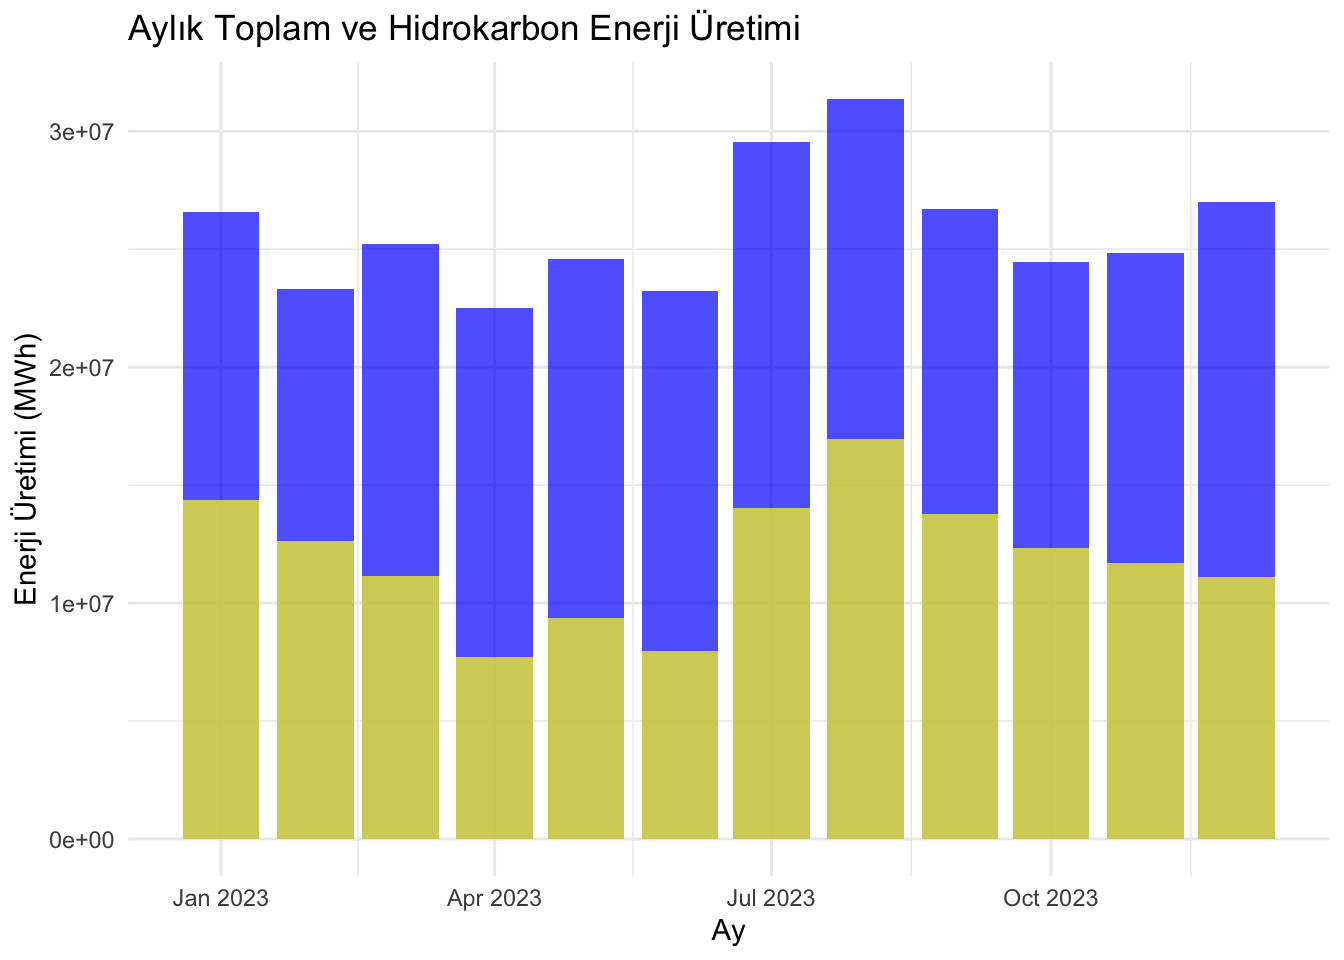 Aylık Toplam ve Hidrokarbon Enerji Üretimi
Enerji Üretimi (MWh)
3e+07
2e+07
1e+07
0e+00
Jan 2023 Apr 2023 Jul 2023 Oct 2023
Ay